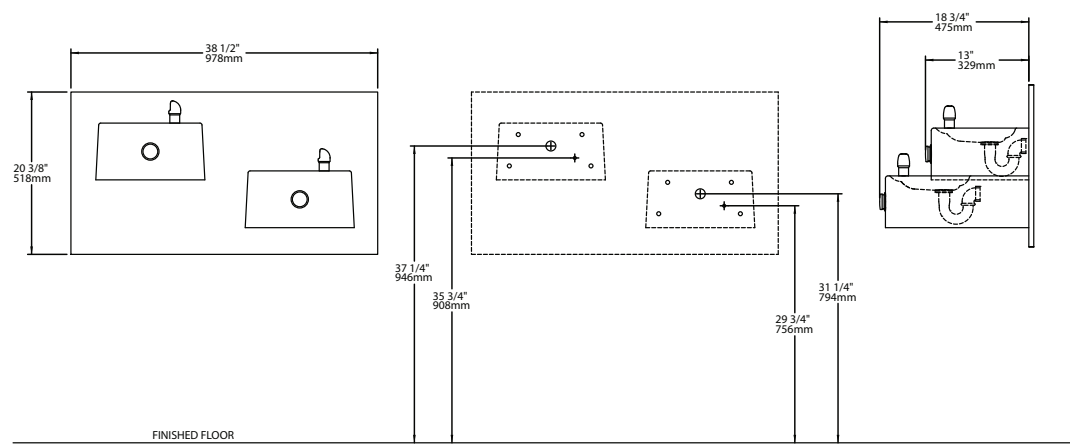 38 1/2"
978mm
20 3/8"
518mm
37 1/4"
946mm
35 3/4"
908mm
29 3/4"
756mm
31 1/4"
794mm
18 3/4"
475mm
13"
329mm
FINISHED FLOOR